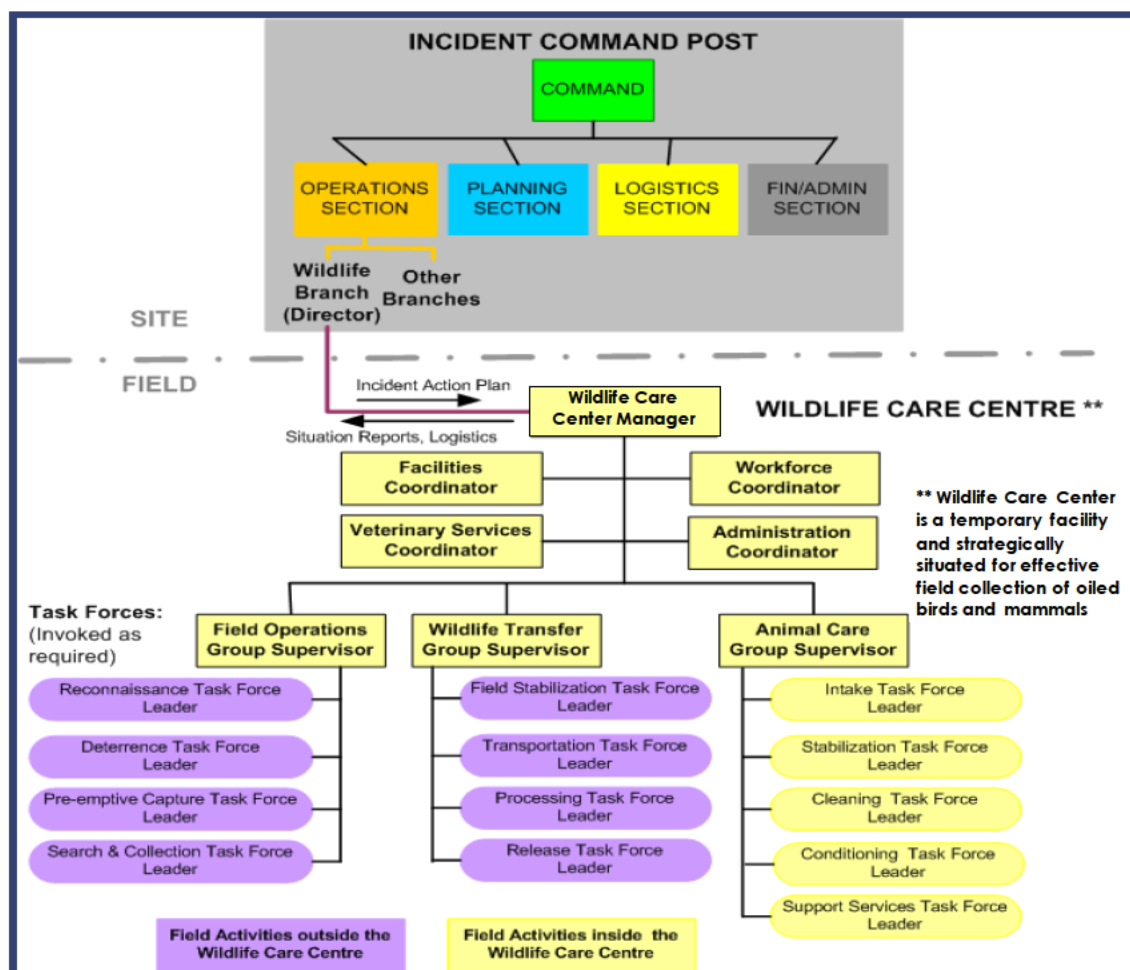 INCIDENT COMMAND POST
COMMAND
OPERATIONS
SECTION
PLANNING
SECTION
LOGISTICS
SECTION
FIN/ADMIN
SECTION
Wildlife
Branch
(Director)
Other
Branches
SITE
FIELD
Incident Action Plan
Situation Reports, Logistics
Wildlife Care
Center Manager
WILDLIFE CARE CENTRE **
Facilities
Coordinator
Workforce
Coordinator
Veterinary Services
Coordinator
Administration
Coordinator
** Wildlife Care Center
is a temporary facility
and strategically
situated for effective
field collection of oiled
birds and mammals
Task Forces:
(Invoked as
required)
Field Operations
Group Supervisor
Wildlife Transfer
Group Supervisor
Animal Care
Group Supervisor
Reconnaissance Task Force
Leader
Deterrence Task Force
Leader
Pre-emptive Capture Task Force
Leader
Search & Collection Task Force
Leader
Field Stabilization Task Force
Leader
Transportation Task Force
Leader
Processing Task Force
Leader
Release Task Force
Leader
Intake Task Force
Leader
Stabilization Task Force
Leader
Cleaning Task Force
Leader
Conditioning Task Force
Leader
Support Services Task Force
Leader
Field Activities outside the
Wildlife Care Centre
Field Activities inside the
Wildlife Care Centre